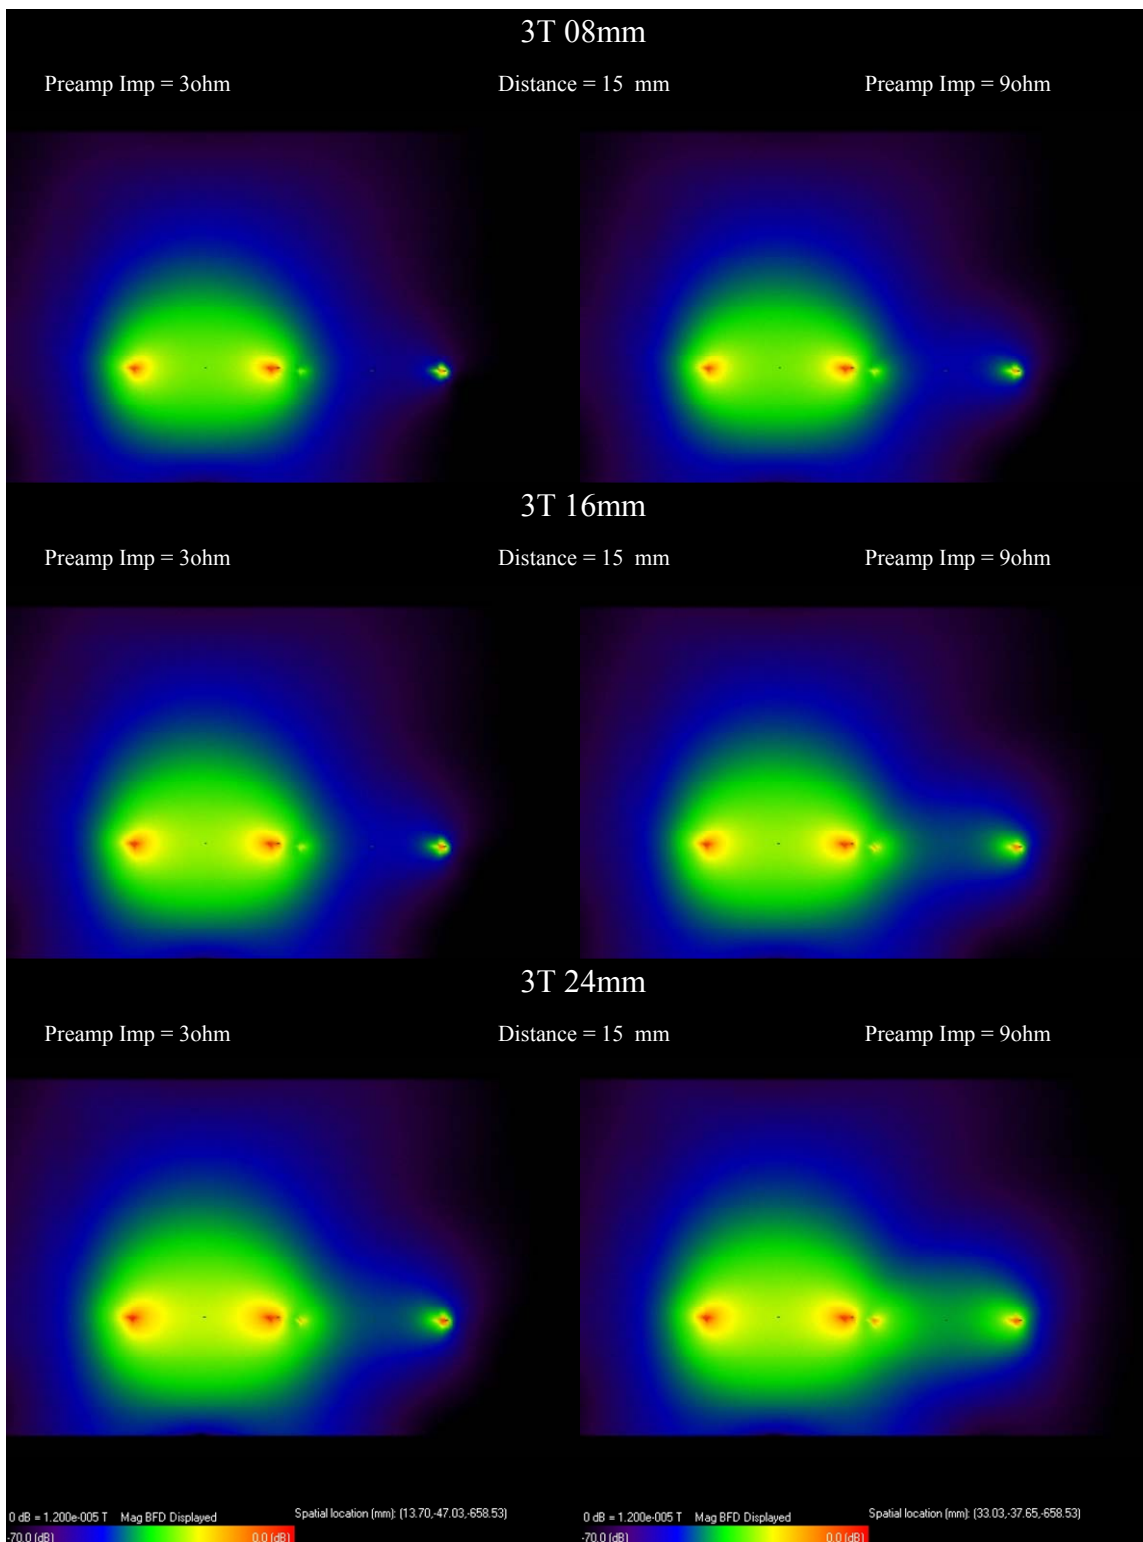 3T 08mm
Preamp Imp = 3ohm Distance = 15 mm Preamp Imp = 9ohm
3T 16mm
Preamp Imp = 3ohm Distance = 15 mm Preamp Imp = 9ohm
3T 24mm
Preamp Imp = 3ohm Distance = 15 mm Preamp Imp = 9ohm
0 dB = 1.200e-005 T Mag BFD Displayed Spatial location (mm): (13.70,-47.03,-658.53) 0 dB = 1.200e-005 T Mag BFD Displayed Spatial location (mm): (33.03,-37.65,-658.53)
-70.0 (dB) 0.0 (dB) -70.0 (dB) 0.0 (dB)